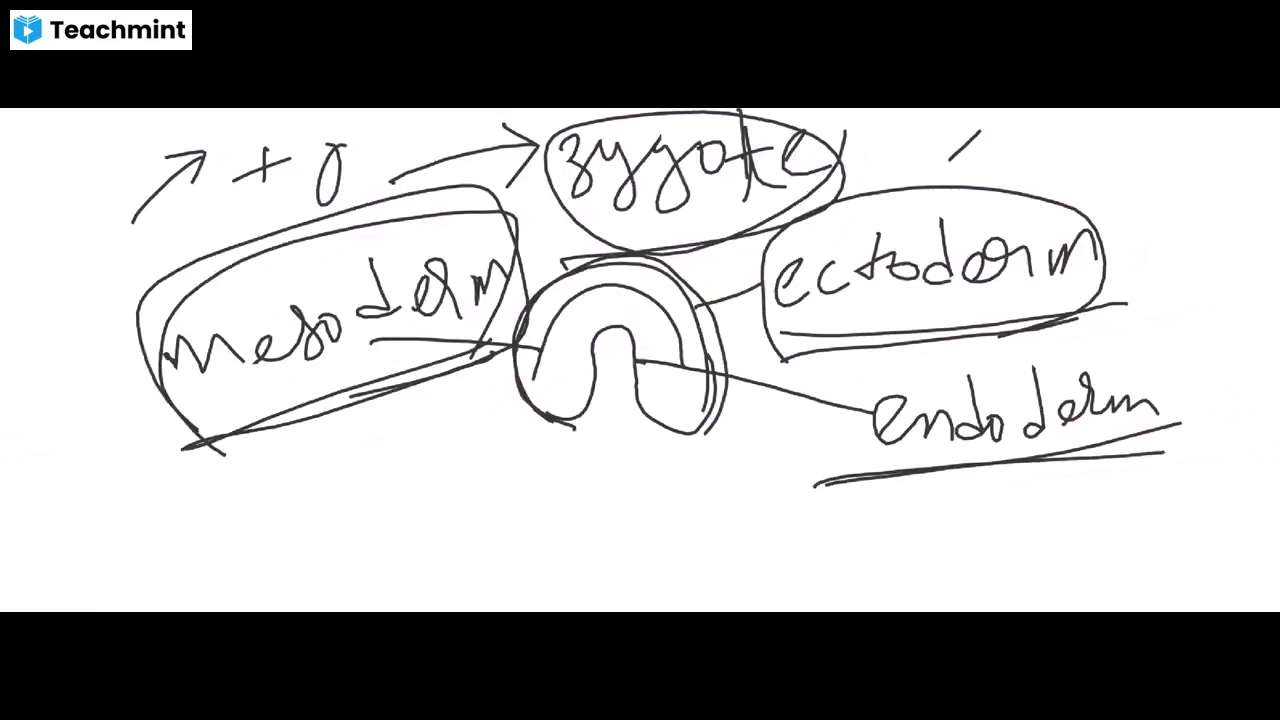 Teachmint
+ zygote
mesoderm ectoderm
endoderm